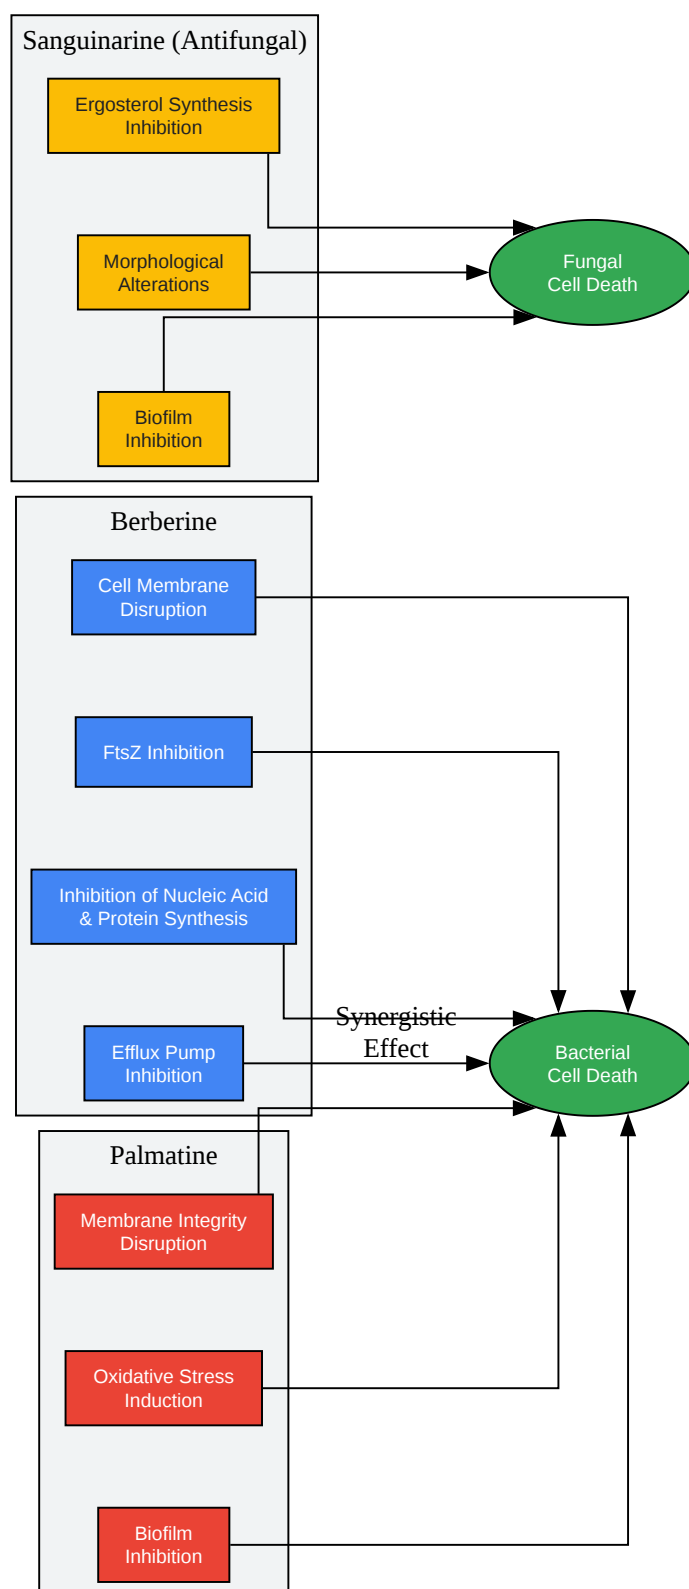 Sanguinarine (Antifungal)
Ergosterol Synthesis
Inhibition
Morphological
Alterations
Biofilm
Inhibition
Fungal
Cell Death
Berberine
Cell Membrane
Disruption
FtsZ Inhibition
Inhibition of Nucleic Acid
& Protein Synthesis
Efflux Pump
Inhibition
Synergistic
Effect
Bacterial
Cell Death
Palmatine
Membrane Integrity
Disruption
Oxidative Stress
Induction
Biofilm
Inhibition